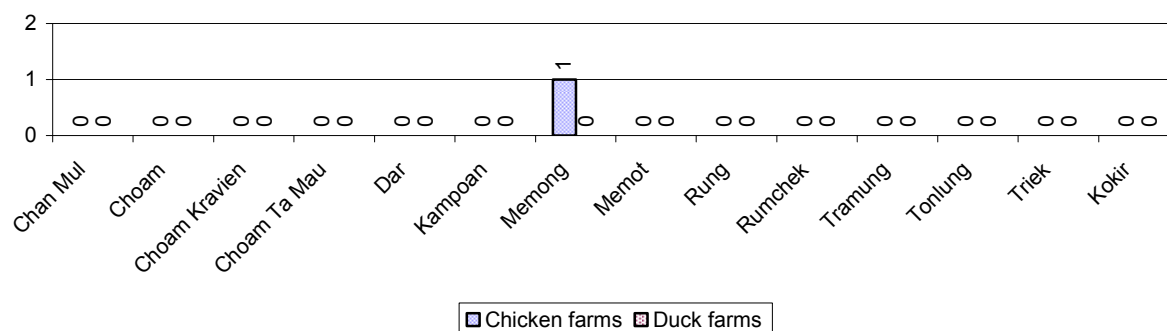 2
1
0
1
0 0 0 0 0 0 0 0 0 0 0 0 0 0 0 0 0 0 0 0 0 0 0 0 0 0 0
Chan Mul
Choam
Choam Kravien
Choam Ta Mau
Dar
Kampoan
Memong
Memot
Rung
Rumchek
Tramung
Tonlung
Triek
Kokir
Chicken farms Duck farms